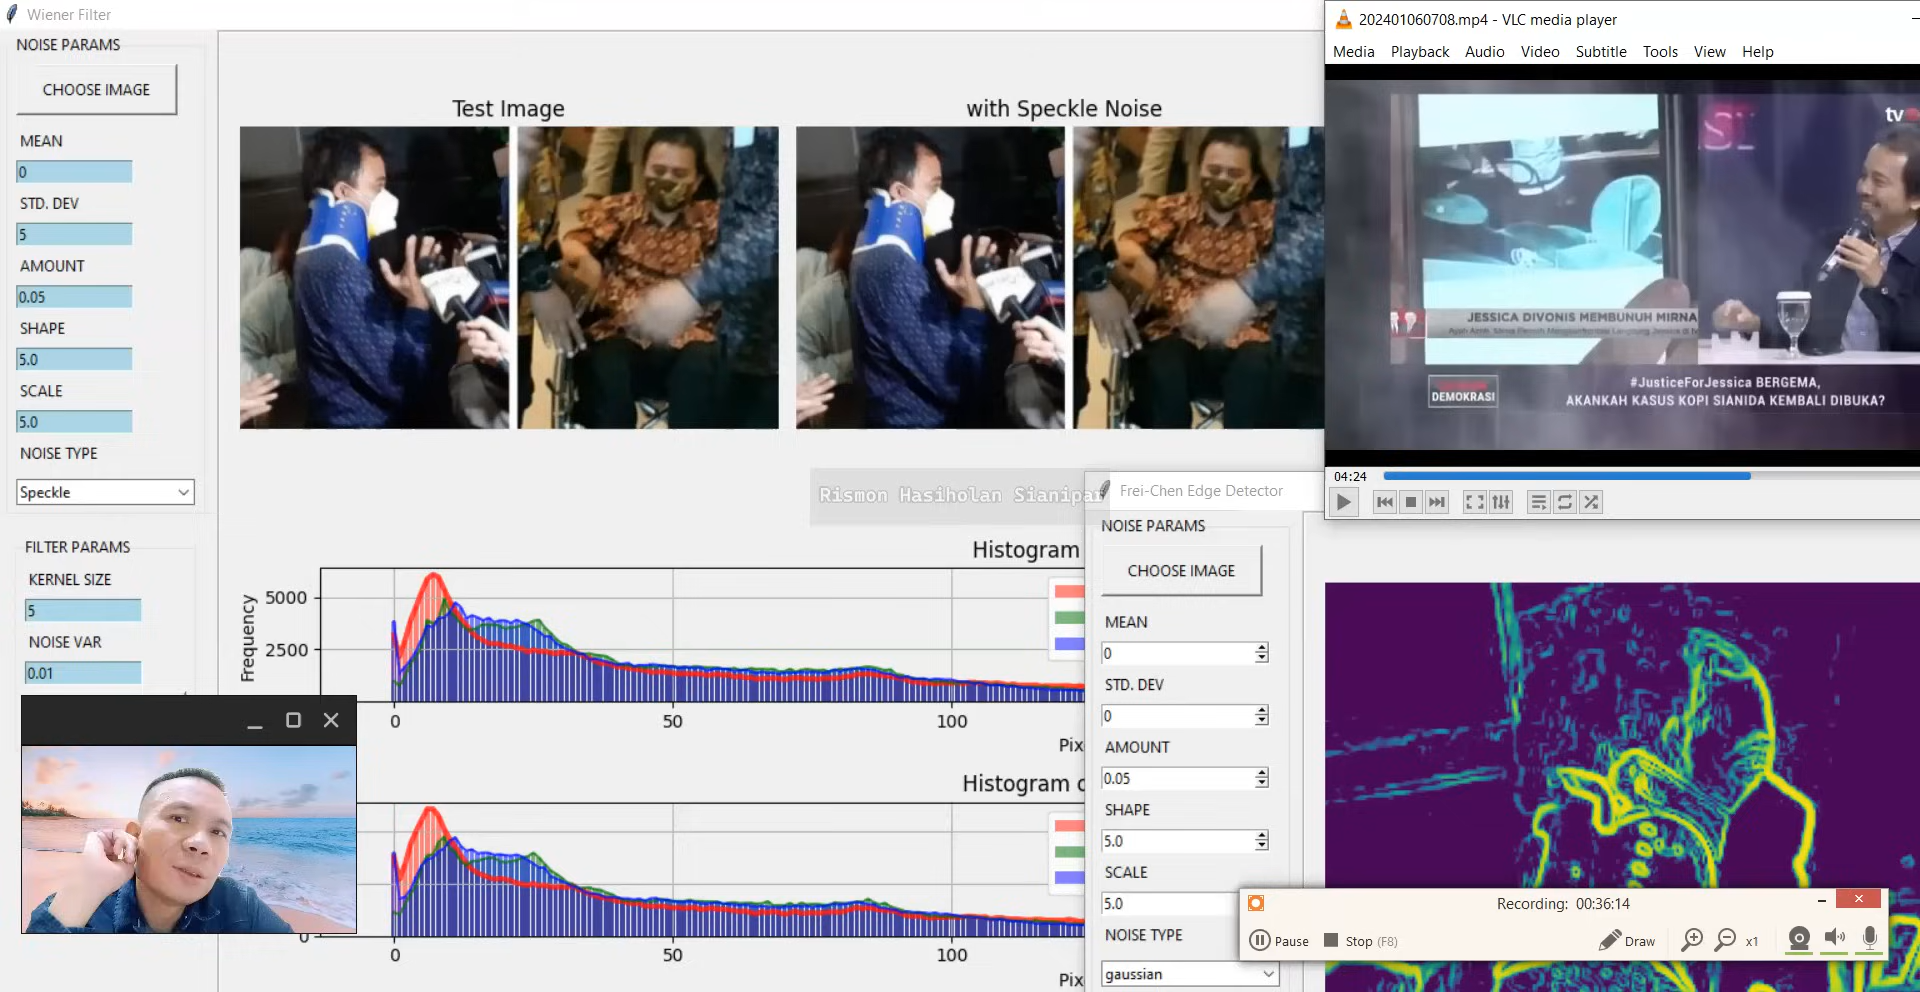 Wiener Filter
NOISE PARAMS
CHOOSE IMAGE
MEAN
0
STD. DEV
5
AMOUNT
0.05
SHAPE
5.0
SCALE
5.0
NOISE TYPE
Speckle
FILTER PARAMS
KERNEL SIZE
5
NOISE VAR
0.01
Test Image
with Speckle Noise
Rismon Hasiholan Sianipar
Histogram
Frequency
5000
2500
0
50
100
Pix
Histogram
0
0
50
100
Pix
Frei-Chen Edge Detector
NOISE PARAMS
CHOOSE IMAGE
MEAN
0
STD. DEV
0
AMOUNT
0.05
SHAPE
5.0
SCALE
5.0
NOISE TYPE
gaussian
202401060708.mp4 - VLC media player
Media Playback Audio Video Subtitle Tools View Help
tv
JESSICA DIVONIS MEMBUNUH MIRNA
DEMOKRASI
#JusticeForJessica BERGEMA,
AKANKAH KASUS KOPI SIANIDA KEMBALI DIBUKA?
04:24
Recording: 00:36:14
Pause Stop (F8) Draw x1